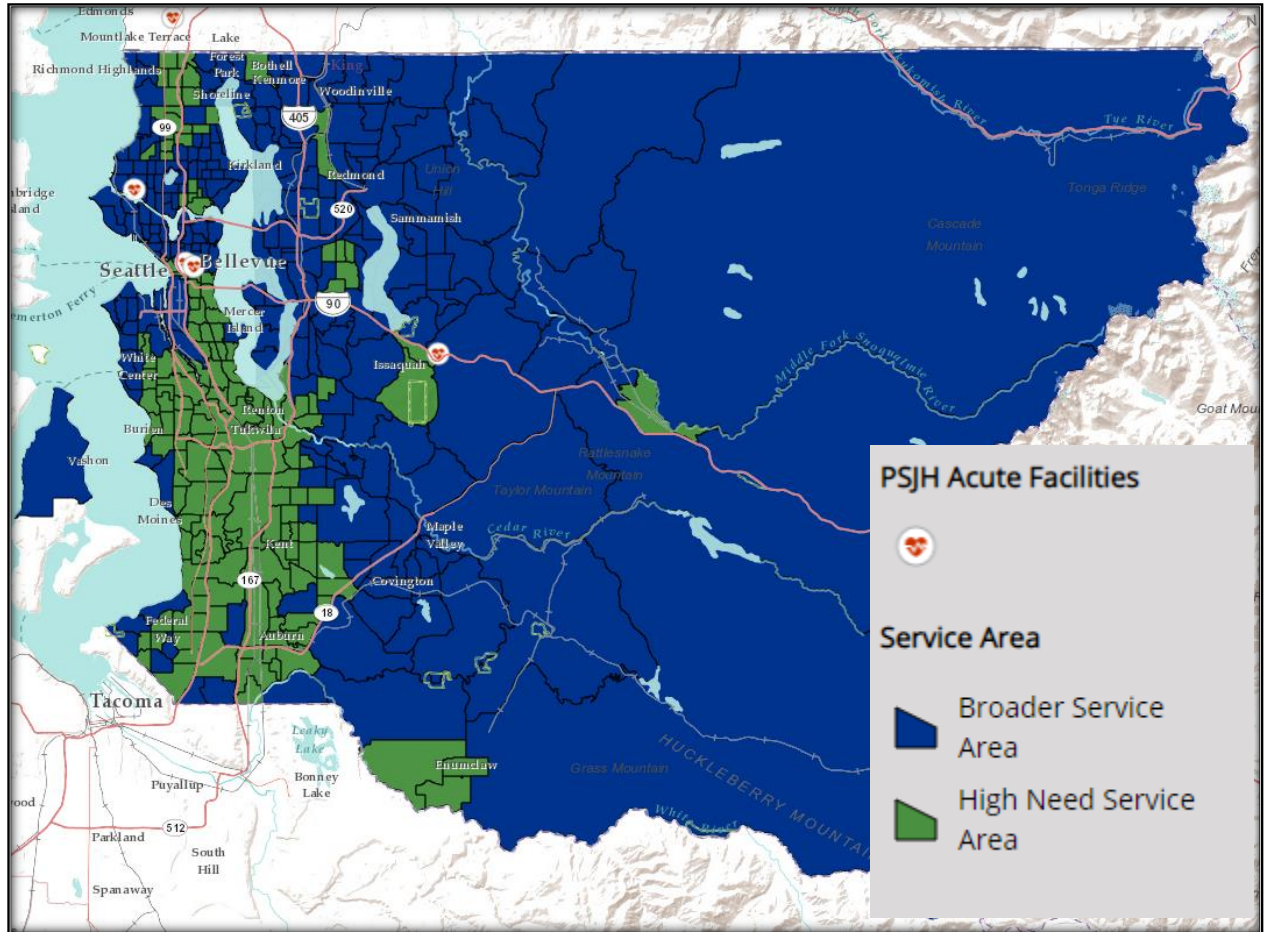 Edmonds
Mountlake Terrace
Lake
Forest
Park
Richmond Highlands
Shoreline
Bothell
Kenmore
King
Woodinville
405
99
Kirkland
Redmond
Union
Hill
520
Sammamish
Tye River
Tonga Ridge
Cascade
Mountain
Seattle
Bellevue
Mercer
Island
90
White
Center
Issaquah
Middle Fork Snoqualmie River
Renton
Tukwila
Burien
Vashon
Des
Moines
Rattlesnake
Mountain
Taylor Mountain
Cedar River
Maple
Valley
Kent
Covington
167
18
Federal
Way
Auburn
Tacoma
Leaky
Lake
Bonney
Lake
Puyallup
Enumclaw
Grass Mountain
HUCKLEBERRY MOUNTAIN
White River
512
Parkland
South
Hill
Spanaway
PSJH Acute Facilities
Service Area
Broader Service
Area
High Need Service
Area